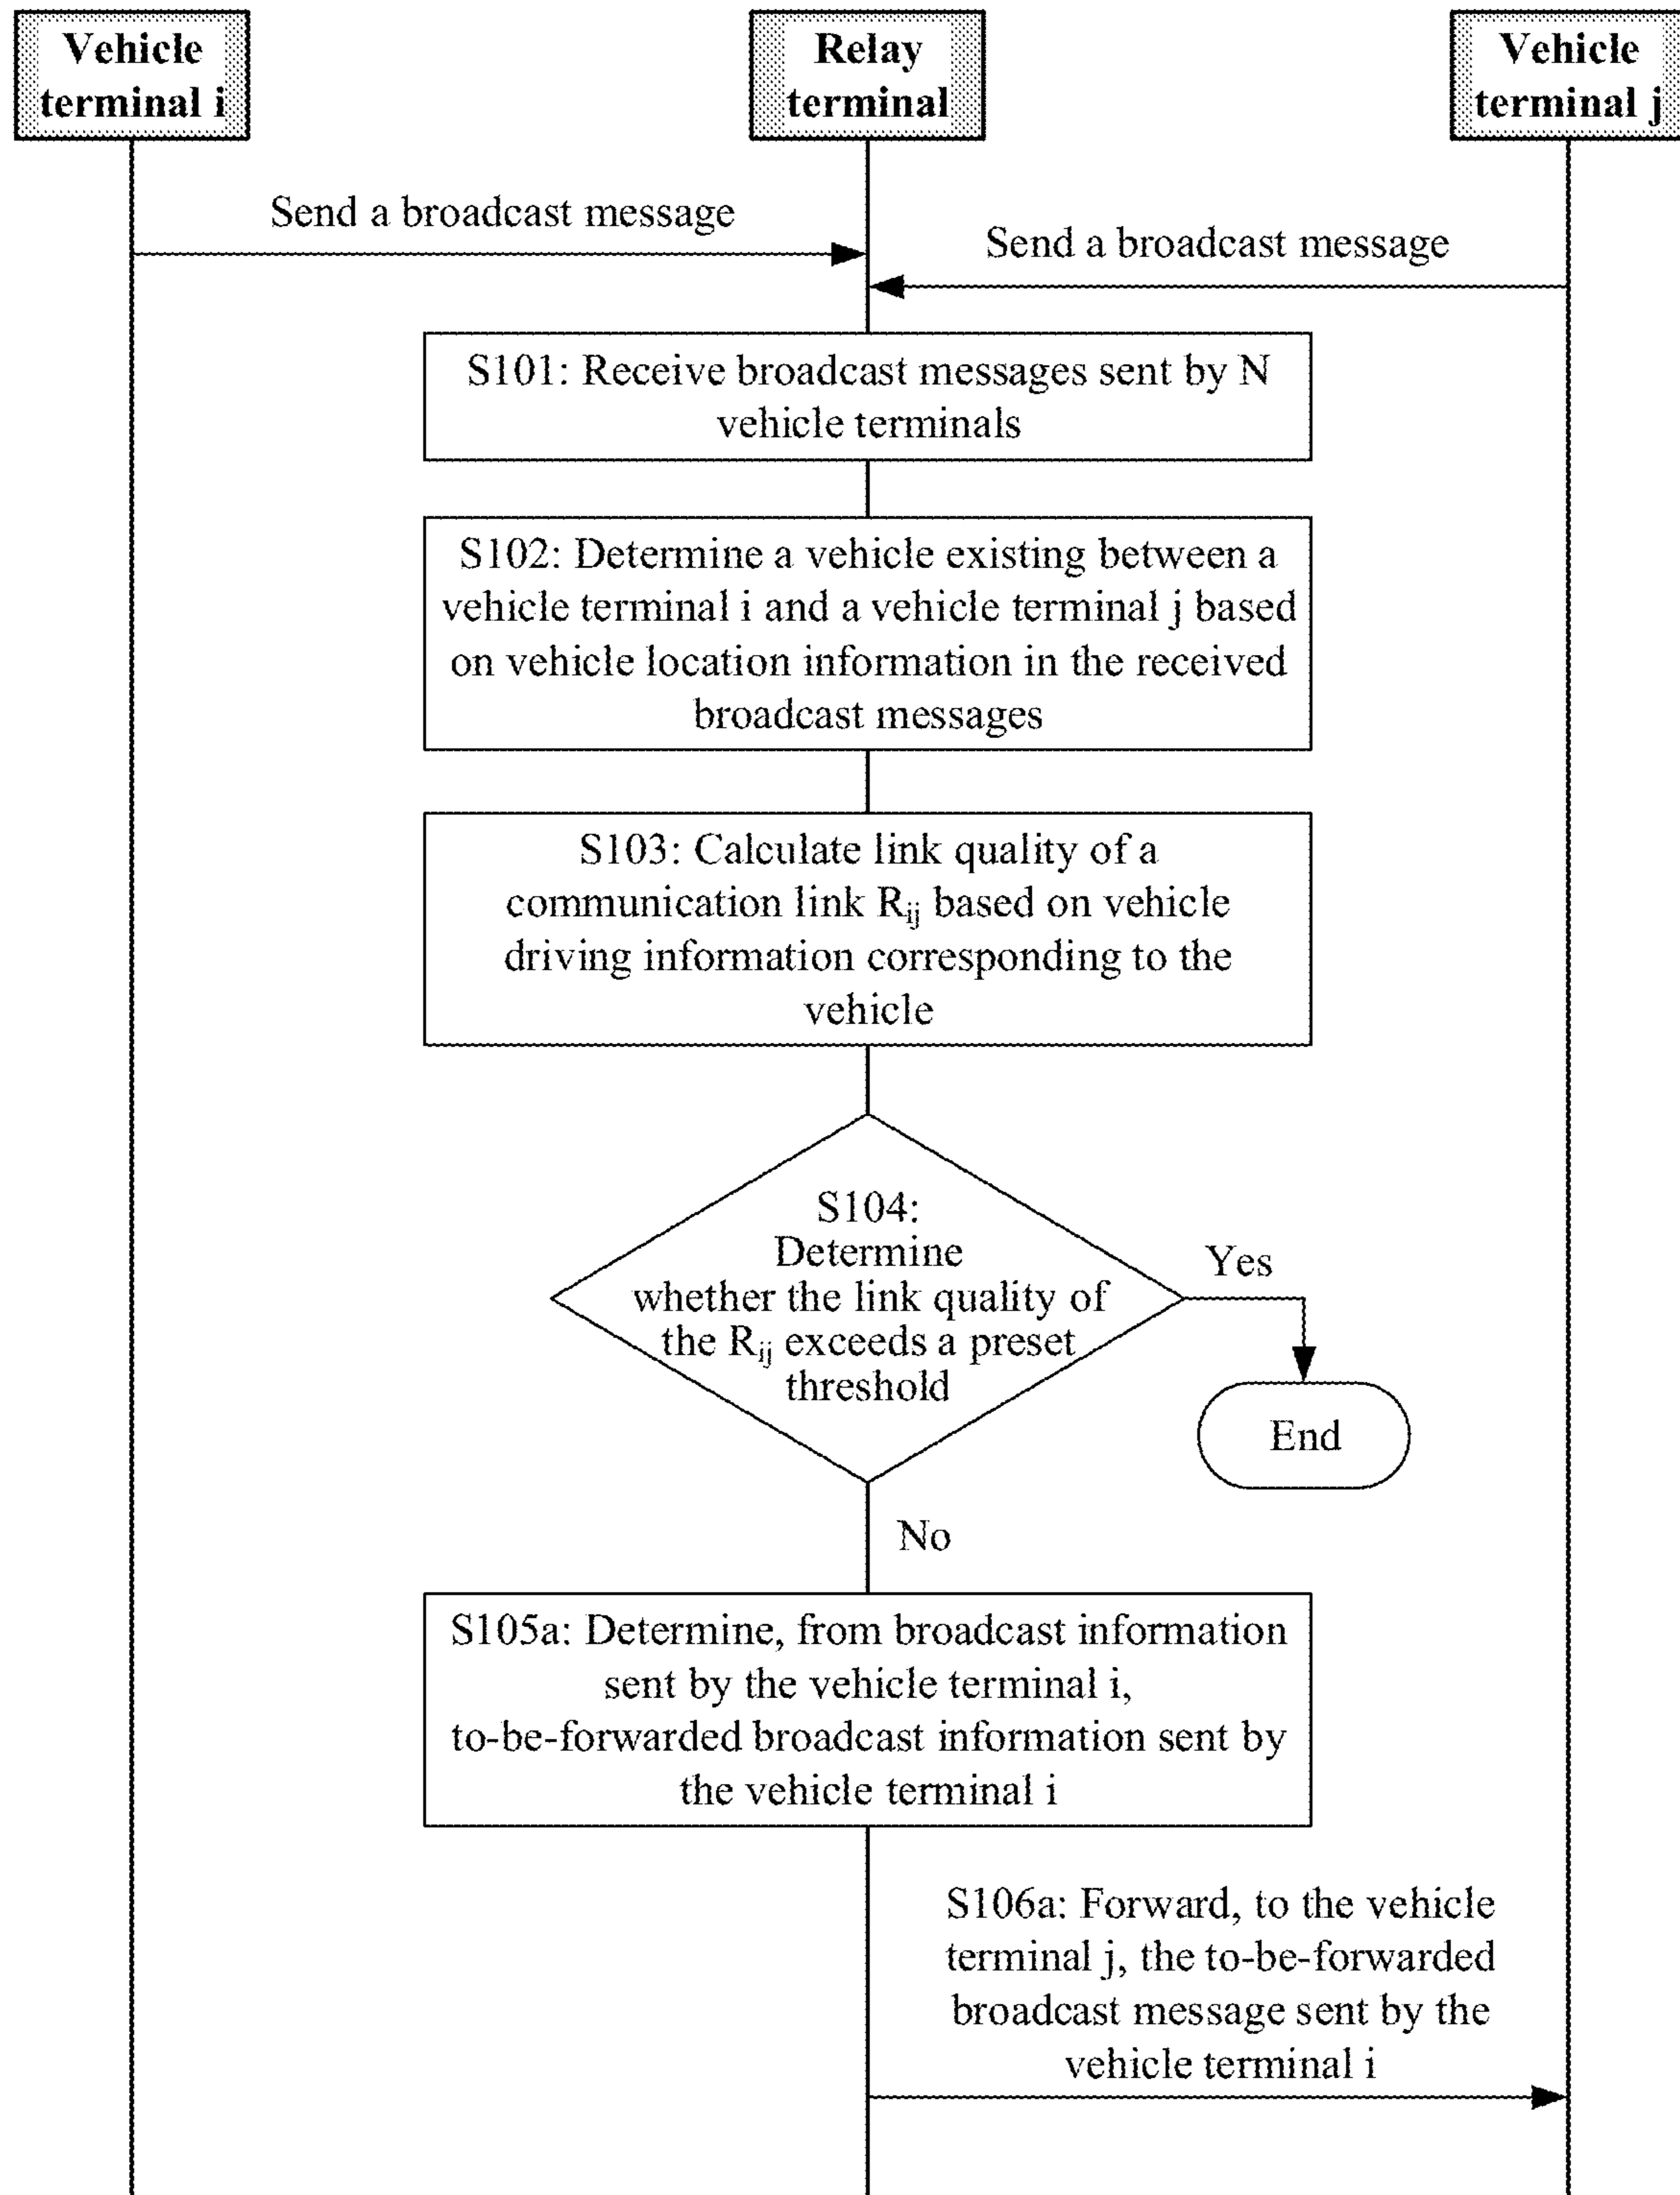 Vehicle
terminal i
Relay
terminal
Vehicle
terminal j
Send a broadcast message
Send a broadcast message
S101: Receive broadcast messages sent by N
vehicle terminals
S102: Determine a vehicle existing between a
vehicle terminal i and a vehicle terminal j based
on vehicle location information in the received
broadcast messages
S103: Calculate link quality of a
communication link Rij based on vehicle
driving information corresponding to the
vehicle
S104:
Determine
whether the link quality of
the Rij exceeds a preset
threshold
Yes
End
No
S105a: Determine, from broadcast information
sent by the vehicle terminal i,
to-be-forwarded broadcast information sent by
the vehicle terminal i
S106a: Forward, to the vehicle
terminal j, the to-be-forwarded
broadcast message sent by the
vehicle terminal i